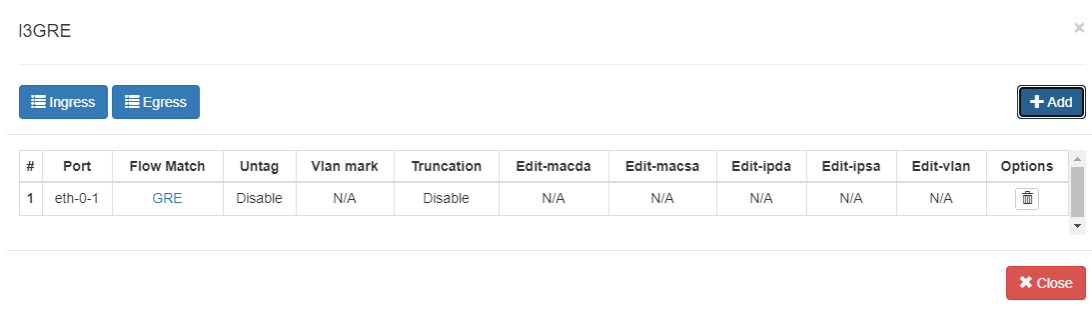 l3GRE
×
Ingress Egress
Add
# Port Flow Match Untag Vlan mark Truncation Edit-macda Edit-macsa Edit-ipda Edit-ipsa Edit-vlan Options
1 eth-0-1 GRE Disable N/A Disable N/A N/A N/A N/A N/A
Close